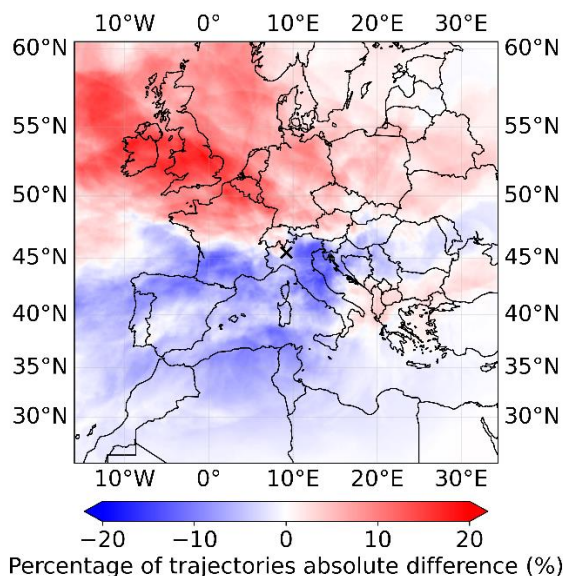 10°W 0° 10°E 20°E 30°E
60°N 60°N
55°N 55°N
50°N 50°N
45°N 45°N
40°N 40°N
35°N 35°N
30°N 30°N
10°W 0° 10°E 20°E 30°E
−20 −10 0 10 20
Percentage of trajectories absolute difference (%)